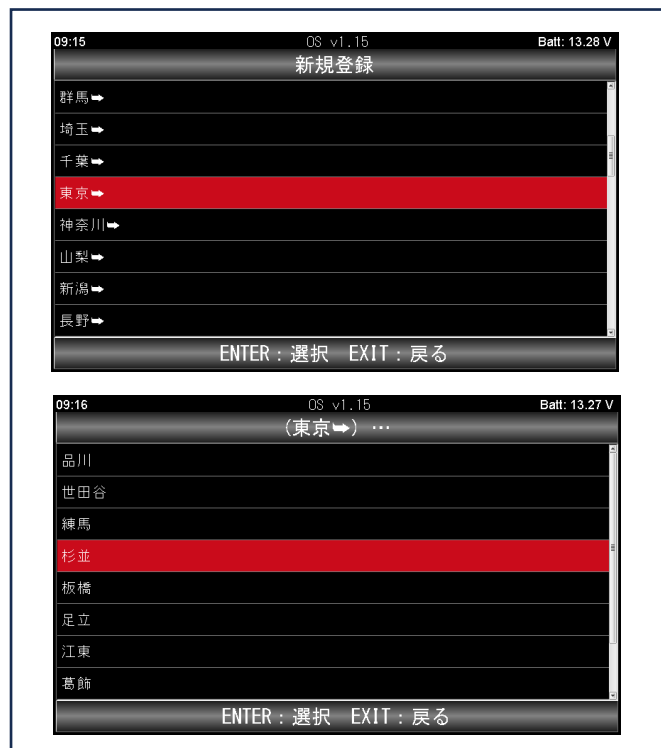 09:15 OS v1.15 Batt: 13.28 V
新規登録
群馬➡
埼玉➡
千葉➡
東京➡
神奈川➡
山梨➡
新潟➡
長野➡
ENTER：選択 EXIT：戻る
09:16 OS v1.15 Batt: 13.27 V
(東京➡) …
品川
世田谷
練馬
杉並
板橋
足立
江東
葛飾
ENTER：選択 EXIT：戻る